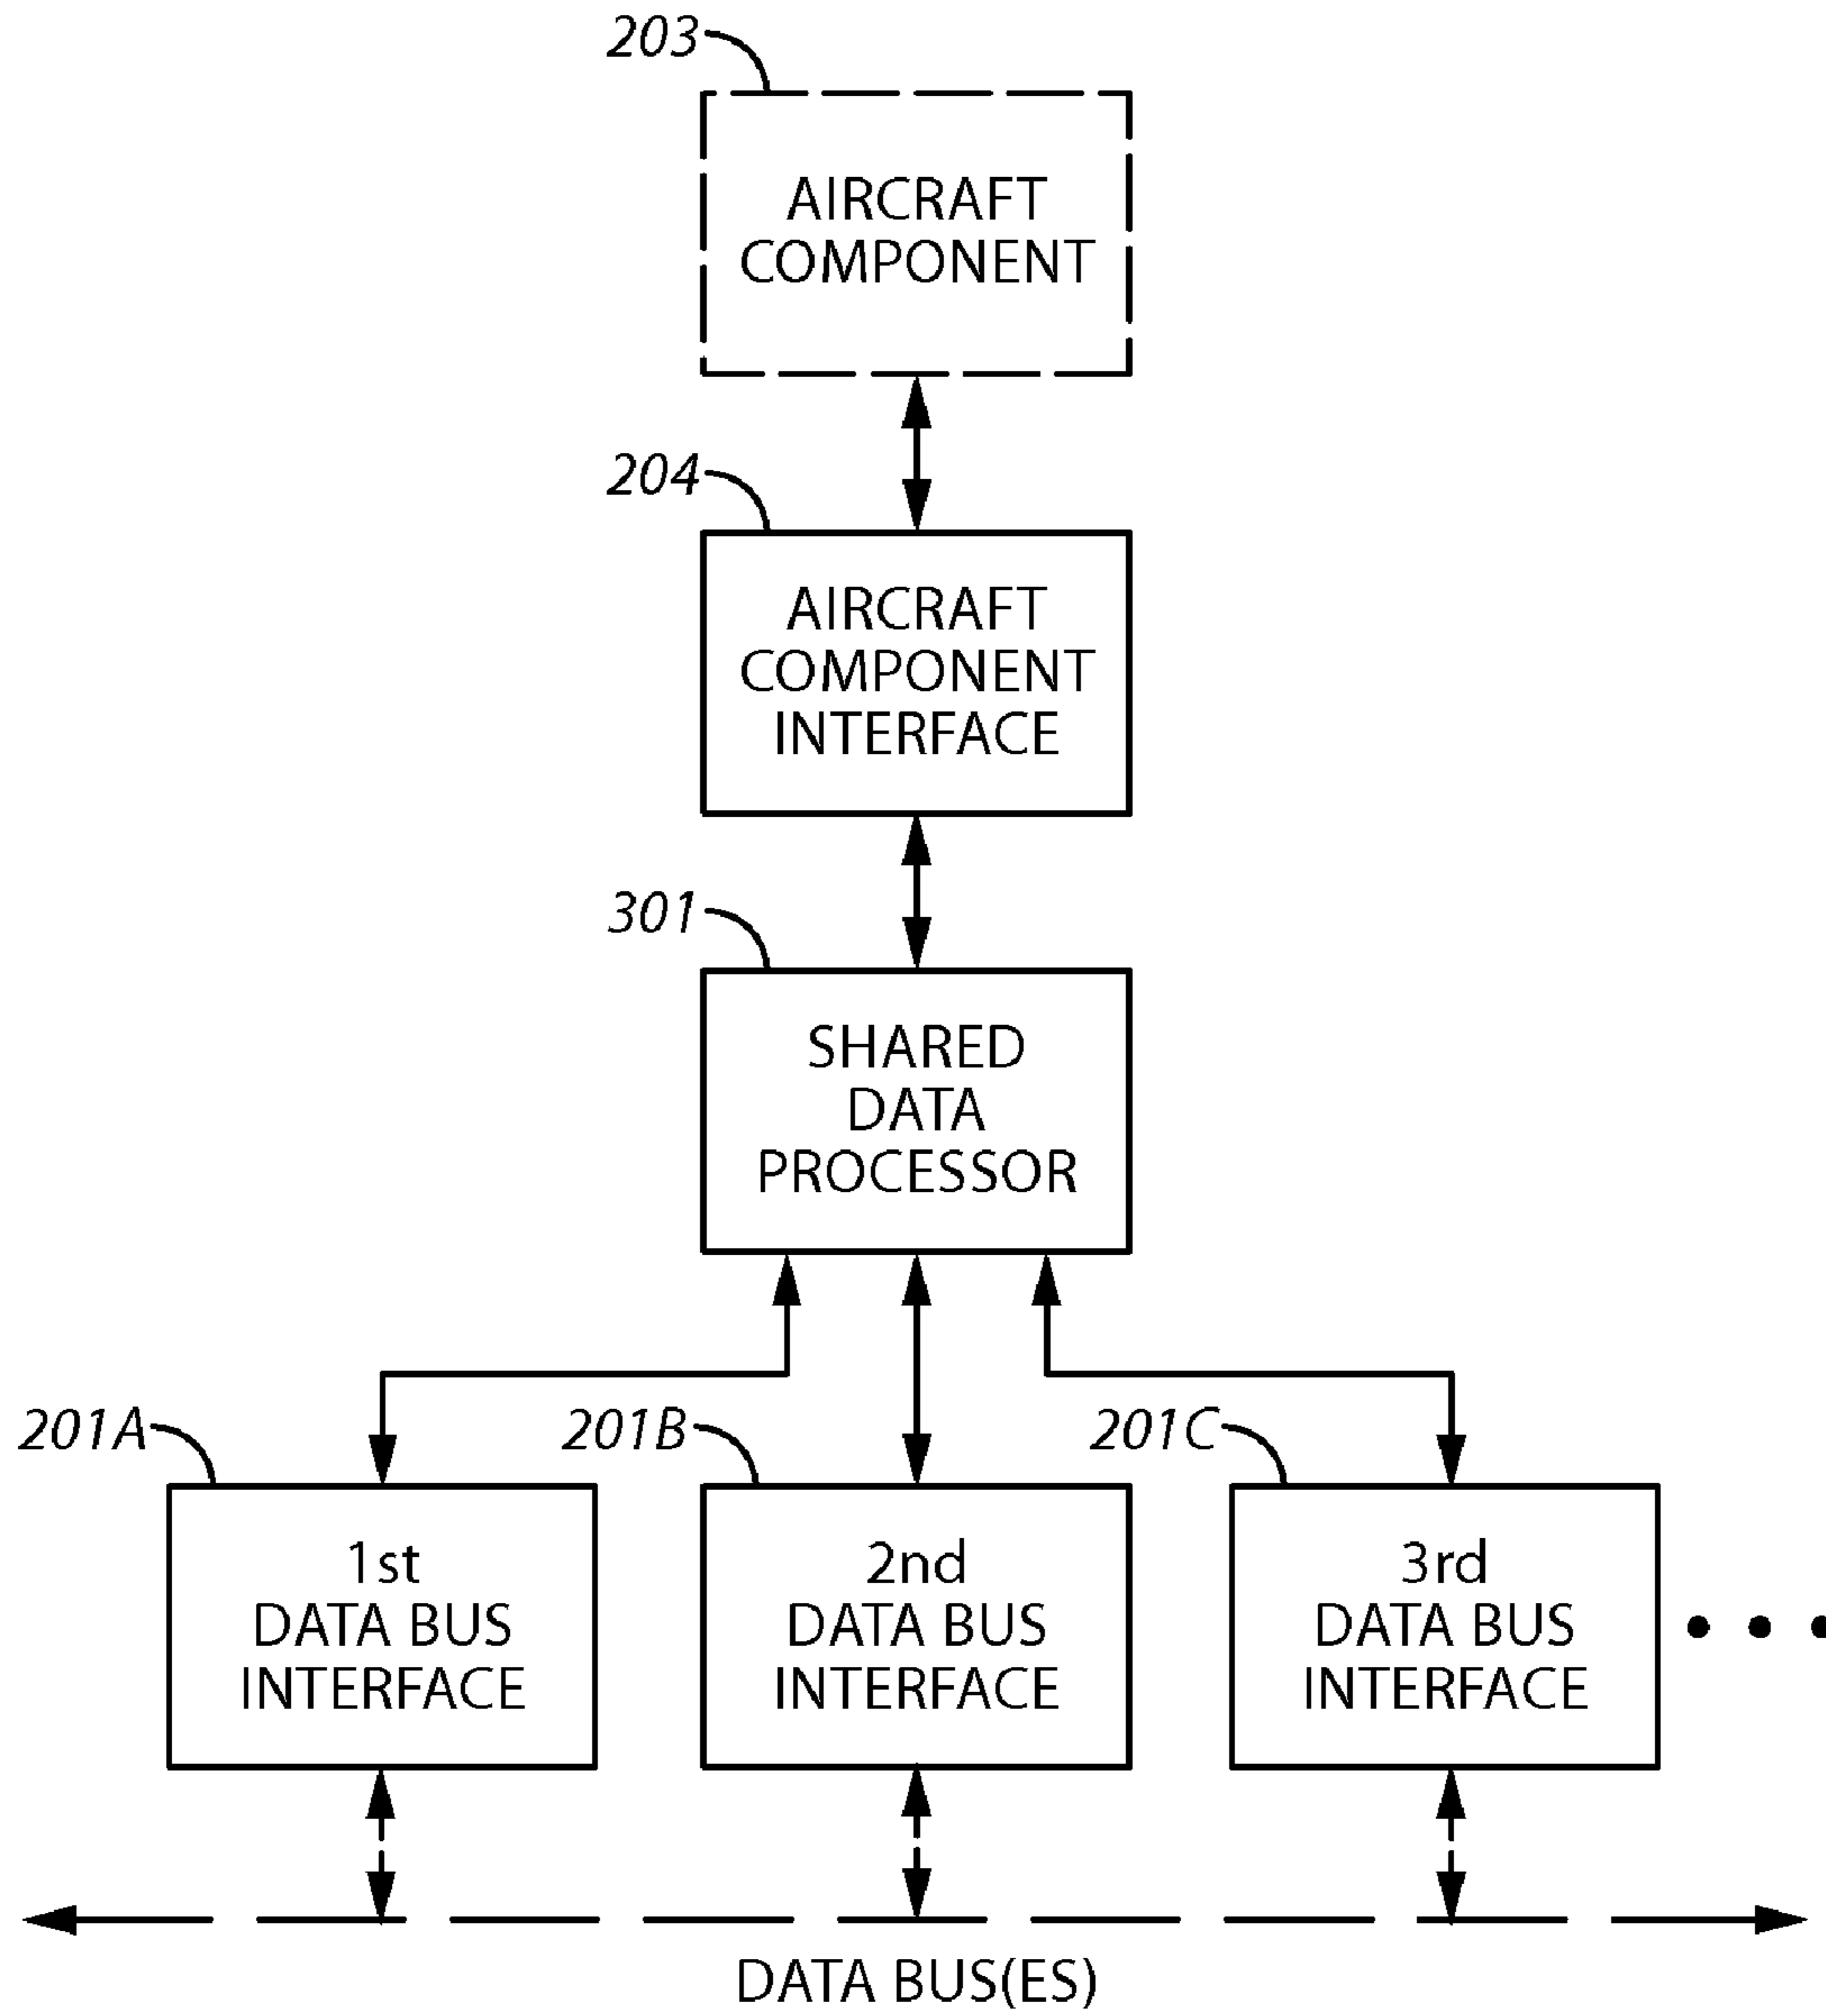 203
AIRCRAFT
COMPONENT
204
AIRCRAFT
COMPONENT
INTERFACE
301
SHARED
DATA
PROCESSOR
201A
201B
201C
1st
DATA BUS
INTERFACE
2nd
DATA BUS
INTERFACE
3rd
DATA BUS
INTERFACE
DATA BUS(ES)